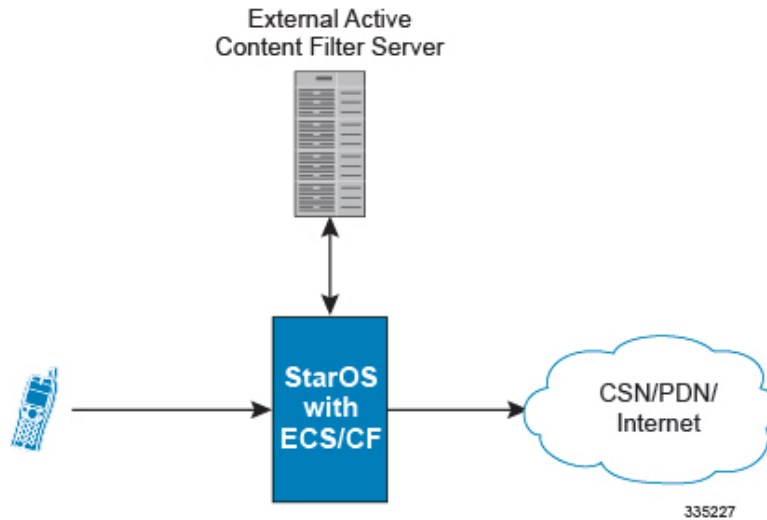 External Active
Content Filter Server
StarOS
with
ECS/CF
CSN/PDN/
Internet
335227